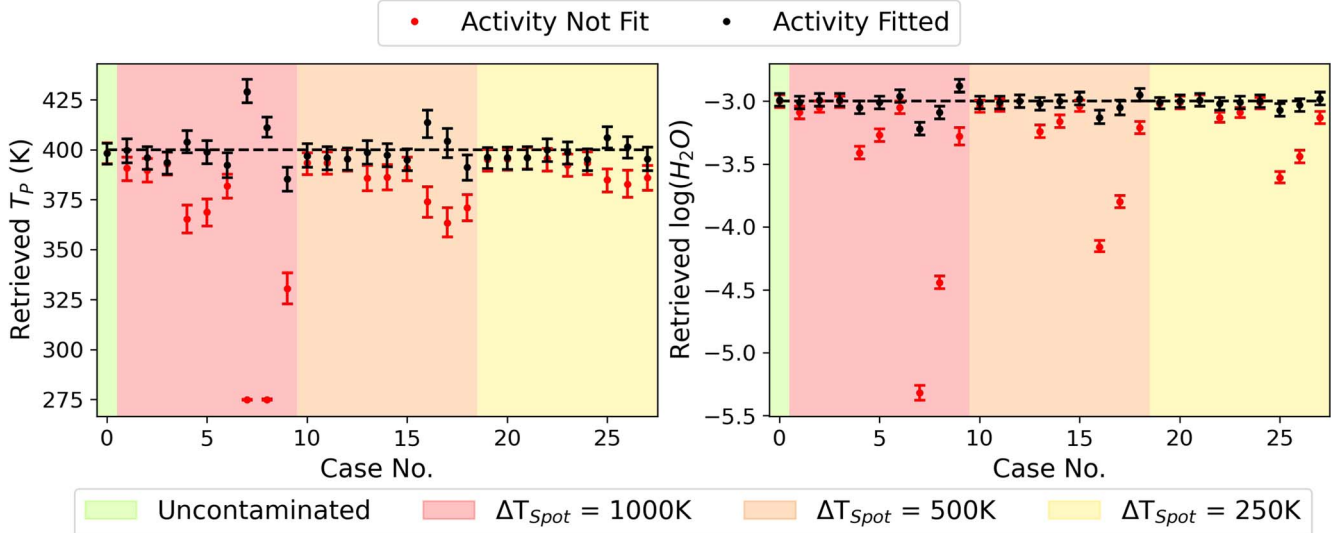 Activity Not Fit
Activity Fitted
Retrieved T_P (K)
425
400
375
350
325
300
275
0
5
10
15
20
25
Case No.
Retrieved log(H_2O)
−3.0
−3.5
−4.0
−4.5
−5.0
−5.5
0
5
10
15
20
25
Case No.
Uncontaminated
ΔT_Spot = 1000K
ΔT_Spot = 500K
ΔT_Spot = 250K